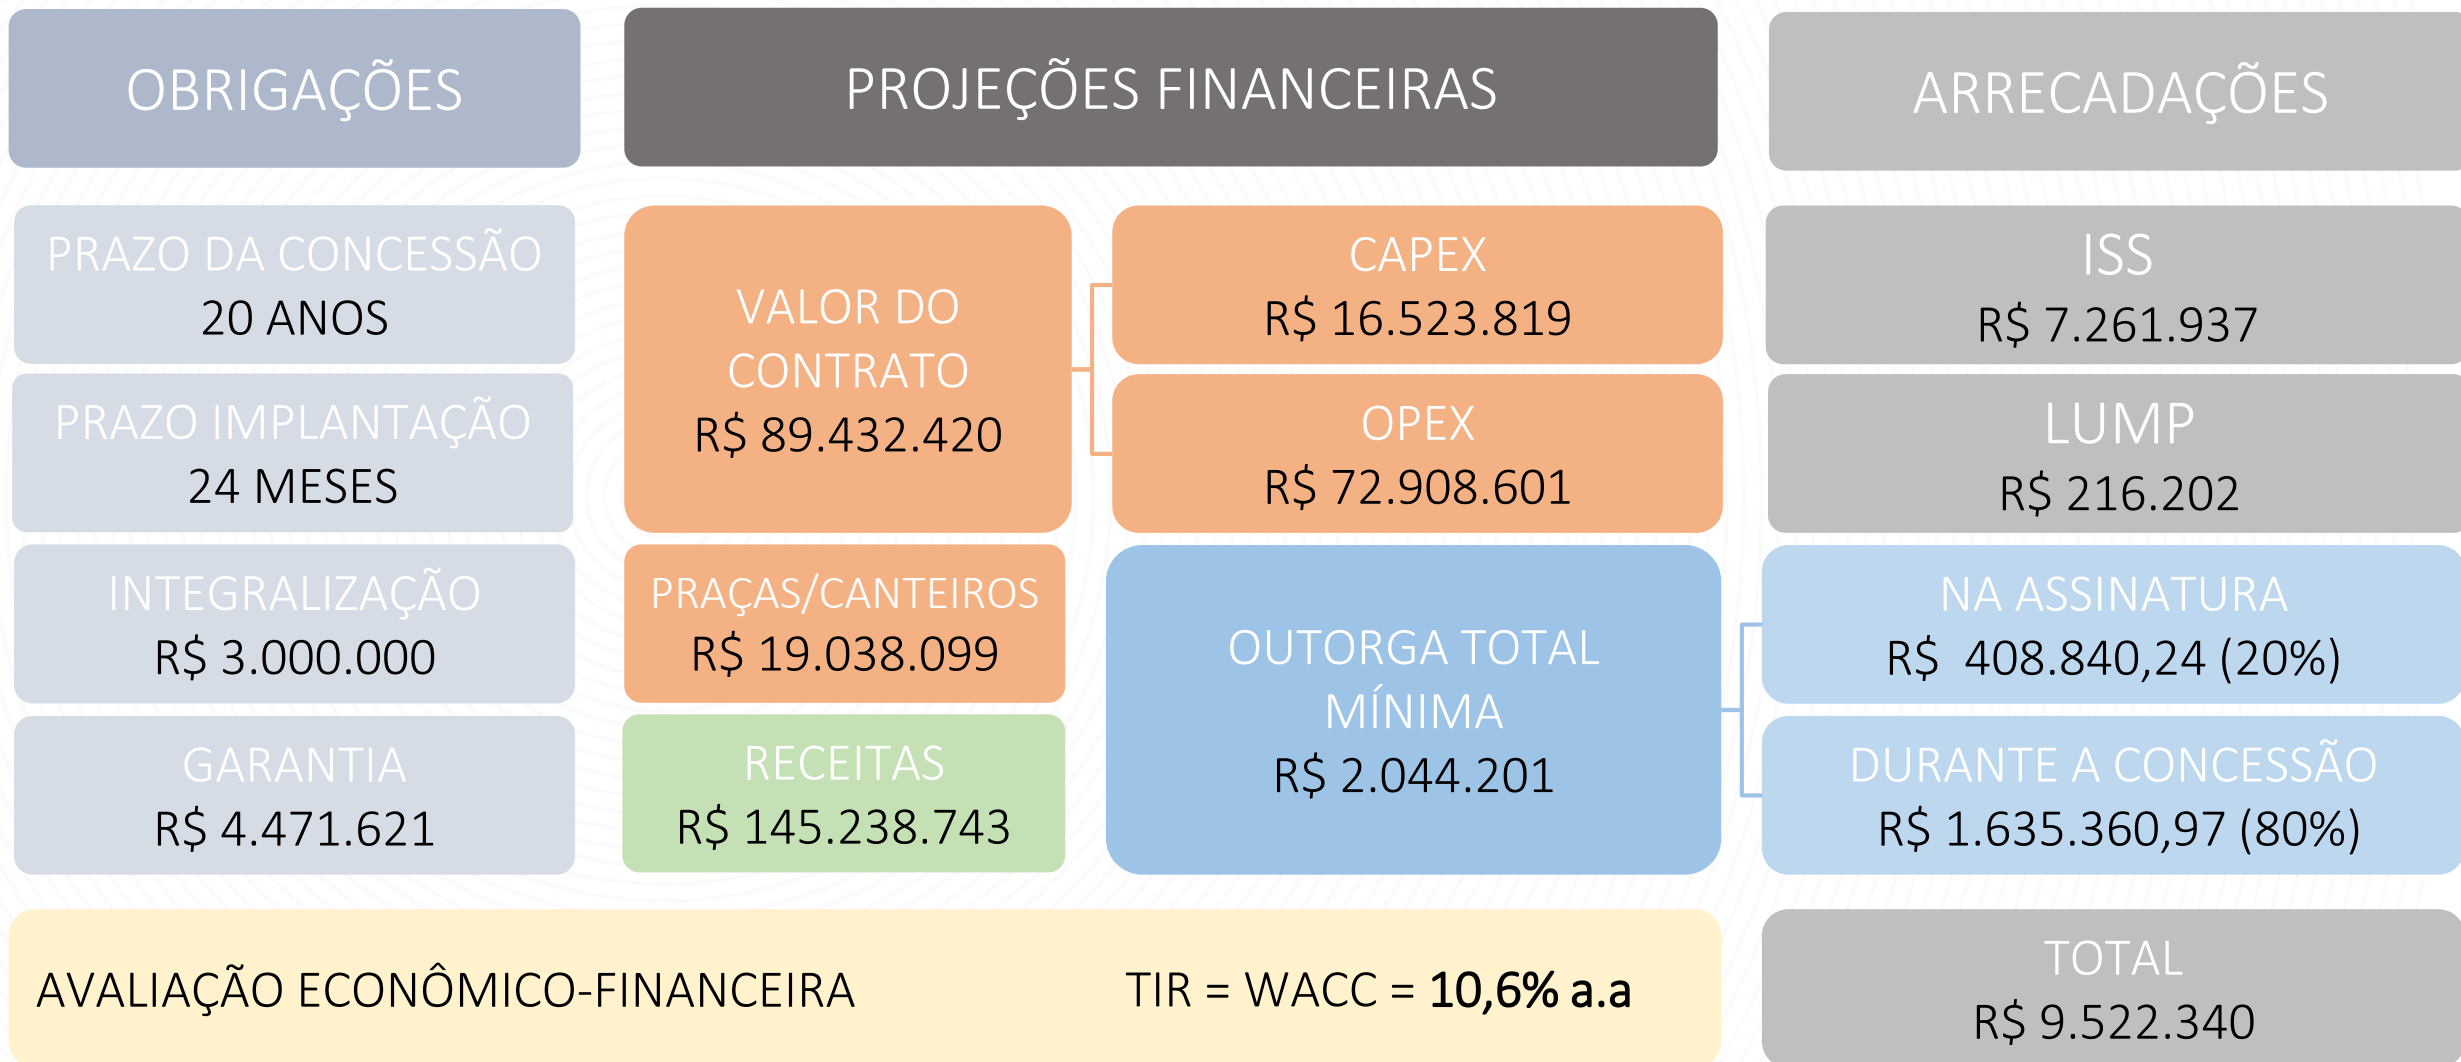 OBRIGAÇÕES
PRAZO DA CONCESSÃO
20 ANOS
PRAZO IMPLANTAÇÃO
24 MESES
INTEGRALIZAÇÃO
R$ 3.000.000
GARANTIA
R$ 4.471.621
PROJEÇÕES FINANCEIRAS
VALOR DO
CONTRATO
R$ 89.432.420
CAPEX
R$ 16.523.819
OPEX
R$ 72.908.601
PRAÇAS/CANTEIROS
R$ 19.038.099
RECEITAS
R$ 145.238.743
OUTORGA TOTAL
MÍNIMA
R$ 2.044.201
ARRECADAÇÕES
ISS
R$ 7.261.937
LUMP
R$ 216.202
NA ASSINATURA
R$  408.840,24 (20%)
DURANTE A CONCESSÃO
R$ 1.635.360,97 (80%)
AVALIAÇÃO ECONÔMICO-FINANCEIRA TIR = WACC = 10,6% a.a
TOTAL
R$ 9.522.340